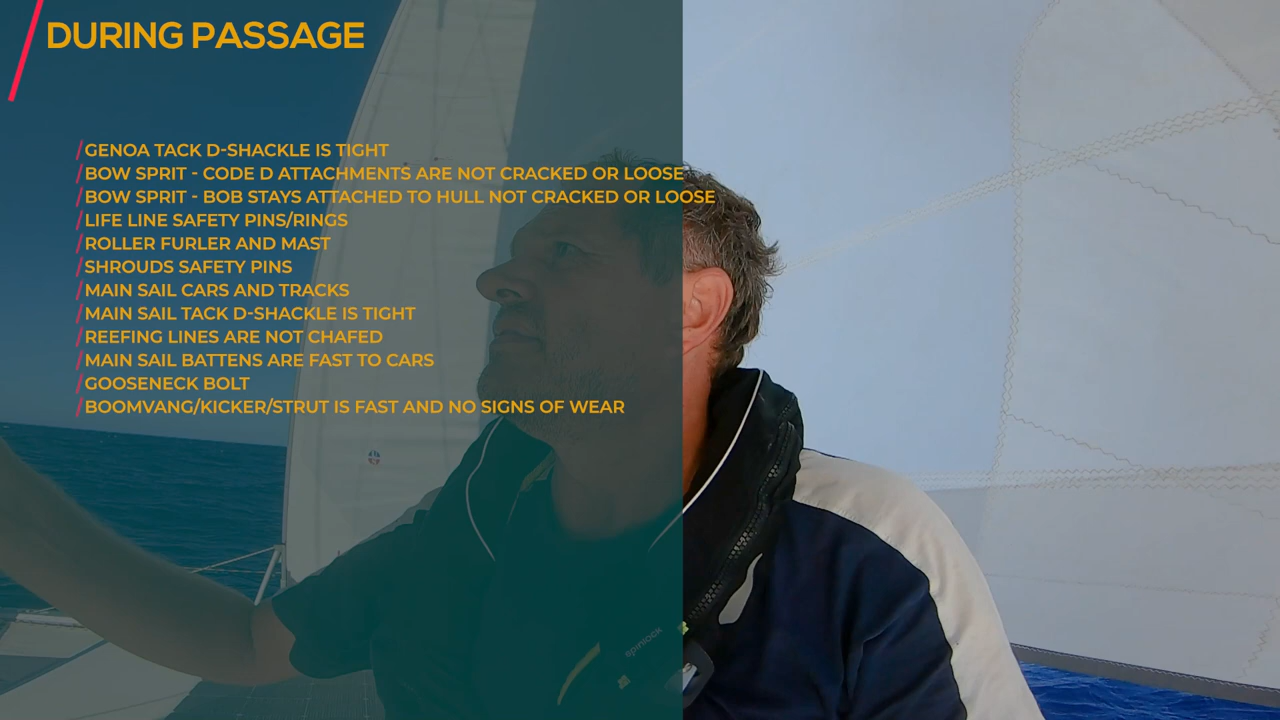 DURING PASSAGE
GENOA TACK D-SHACKLE IS TIGHT
BOW SPRIT - CODE D ATTACHMENTS ARE NOT CRACKED OR LOOSE
BOW SPRIT - BOB STAYS ATTACHED TO HULL NOT CRACKED OR LOOSE
LIFE LINE SAFETY PINS/RINGS
ROLLER FURLER AND MAST
SHROUDS SAFETY PINS
MAIN SAIL CARS AND TRACKS
MAIN SAIL TACK D-SHACKLE IS TIGHT
REEFING LINES ARE NOT CHAFED
MAIN SAIL BATTENS ARE FAST TO CARS
GOOSENECK BOLT
BOOMVANG/KICKER/STRUT IS FAST AND NO SIGNS OF WEAR
spinlock